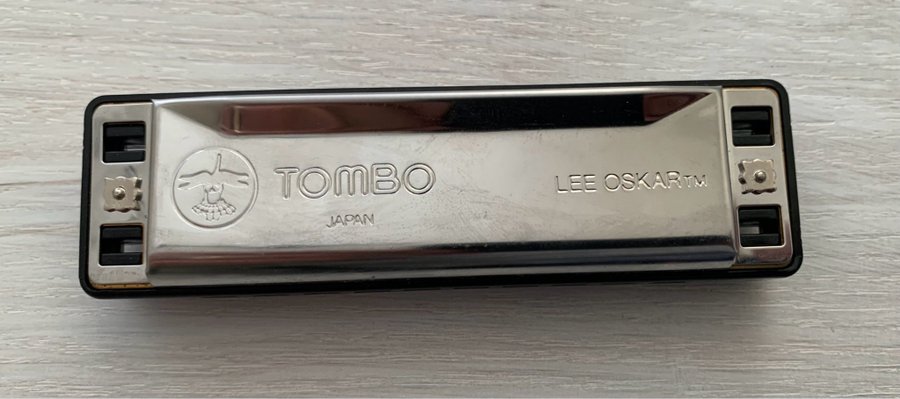 TOMBO
LEE OSKAR™
JAPAN